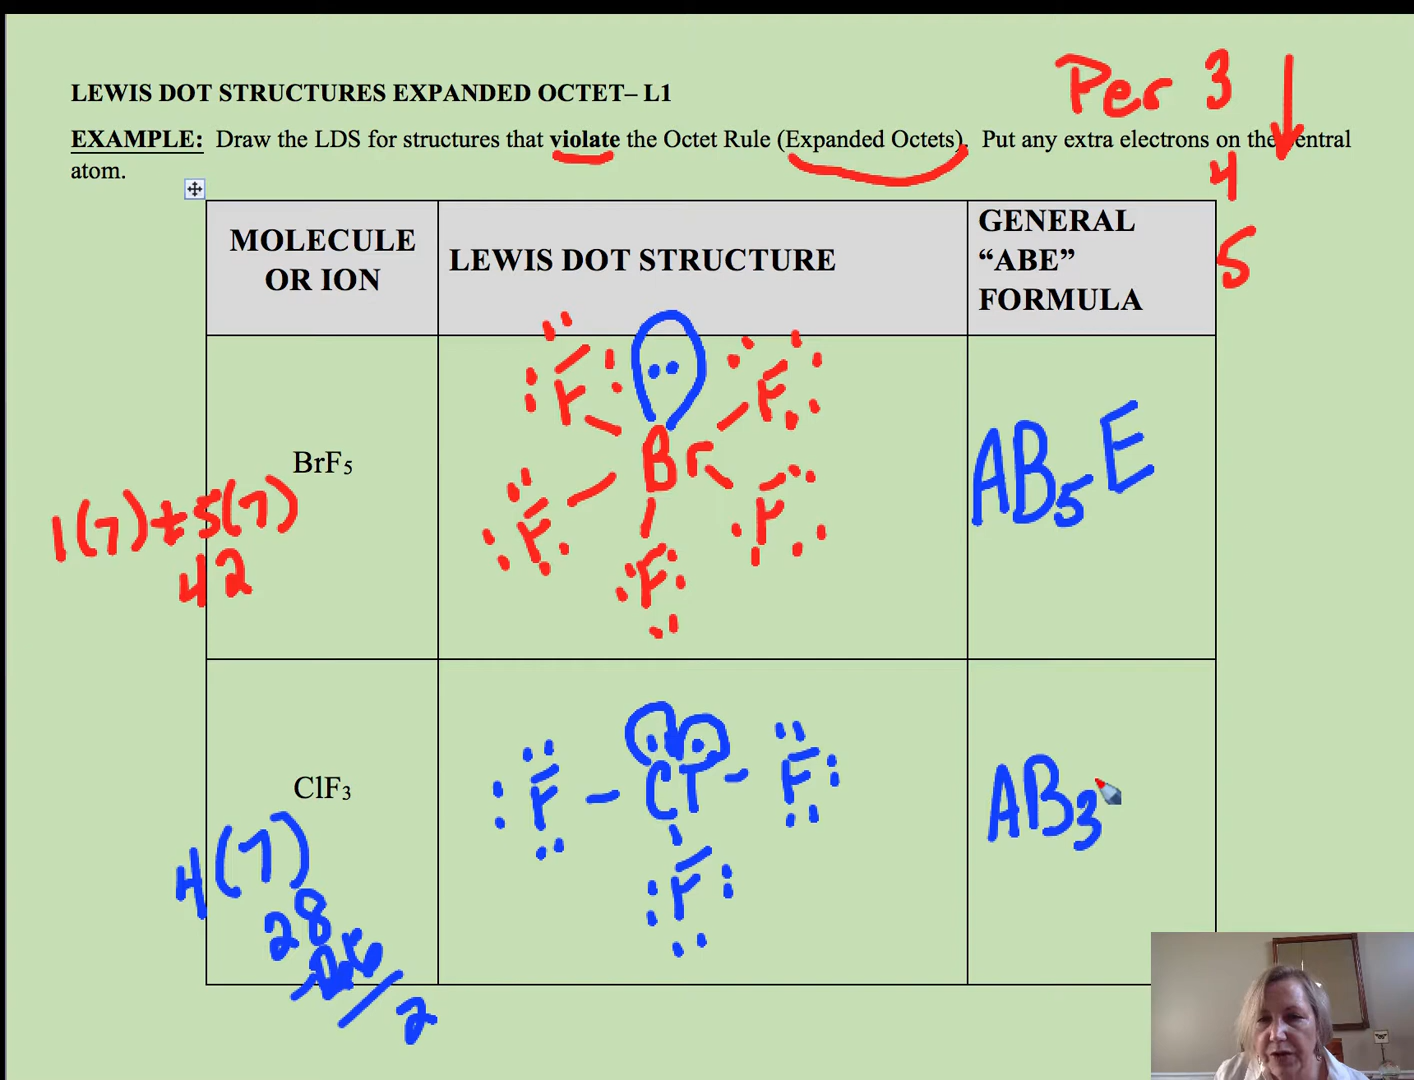 Per 3
LEWIS DOT STRUCTURES EXPANDED OCTET– L1
EXAMPLE: Draw the LDS for structures that violate the Octet Rule (Expanded Octets). Put any extra electrons on the central
atom.
4
5
MOLECULE
OR ION
LEWIS DOT STRUCTURE
GENERAL
“ABE”
FORMULA
BrF₅
1(7)+5(7)
42
F
F
Br
F
F
F
AB₅E
ClF₃
4(7)
28
/2
F - Cl - F
F
AB₃